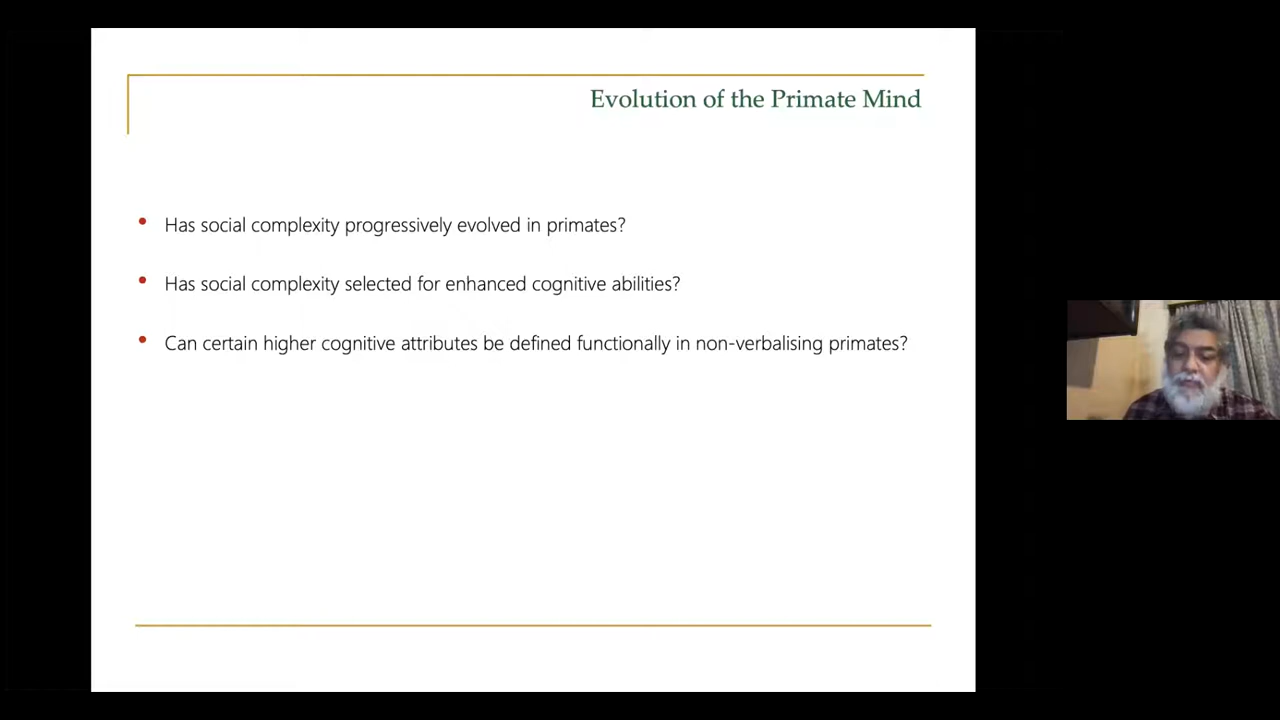 Evolution of the Primate Mind
Has social complexity progressively evolved in primates?
Has social complexity selected for enhanced cognitive abilities?
Can certain higher cognitive attributes be defined functionally in non-verbalising primates?